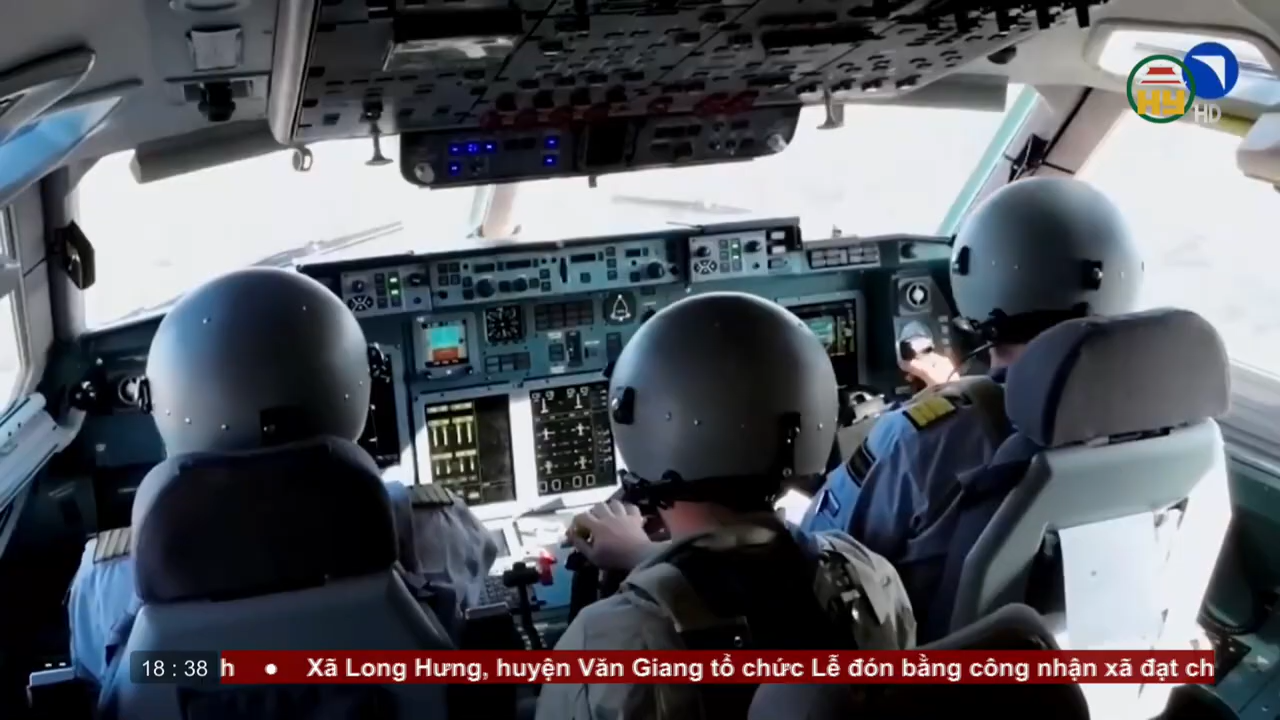 HY
HD
18 : 38 h ● Xã Long Hưng, huyện Văn Giang tổ chức Lễ đón bằng công nhận xã đạt ch